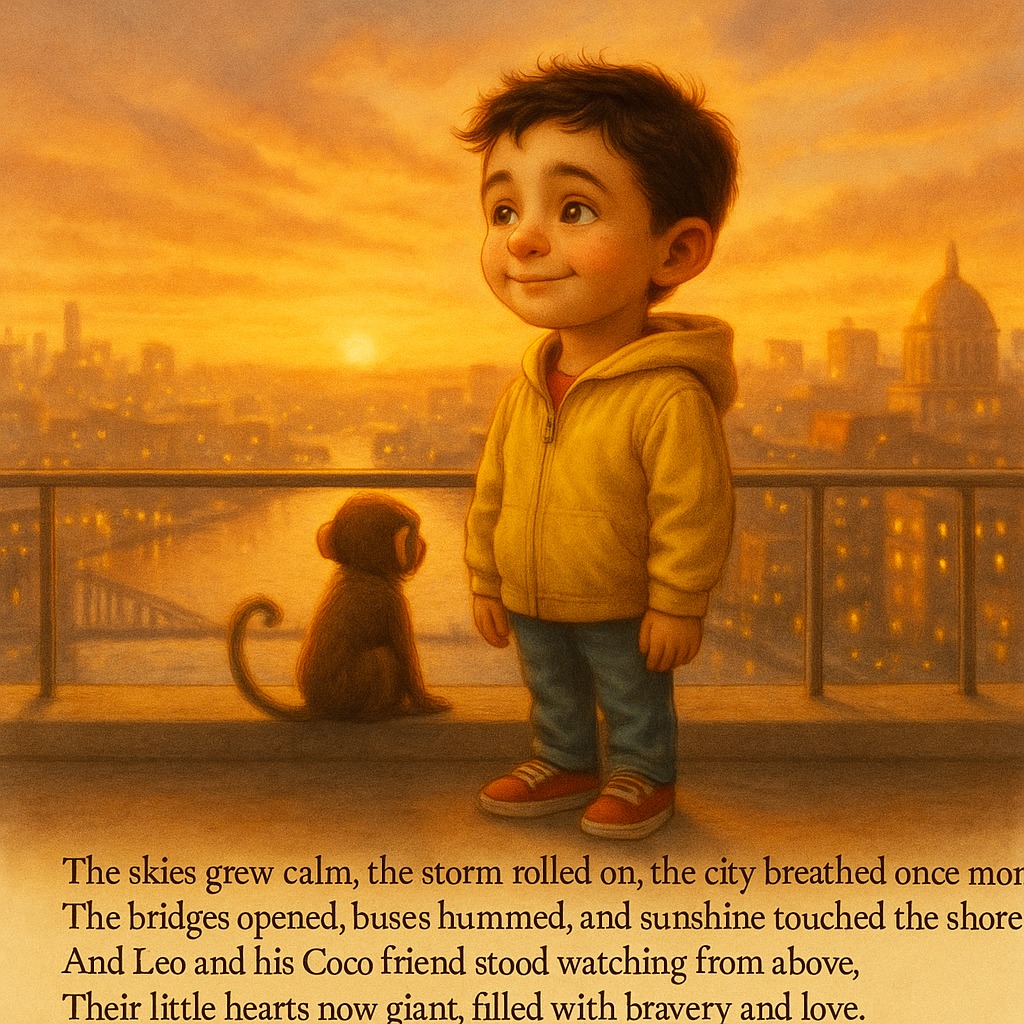 The skies grew calm, the storm rolled on, the city breathed once mor
The bridges opened, buses hummed, and sunshine touched the shore
And Leo and his Coco friend stood watching from above,
Their little hearts now giant, filled with bravery and love.